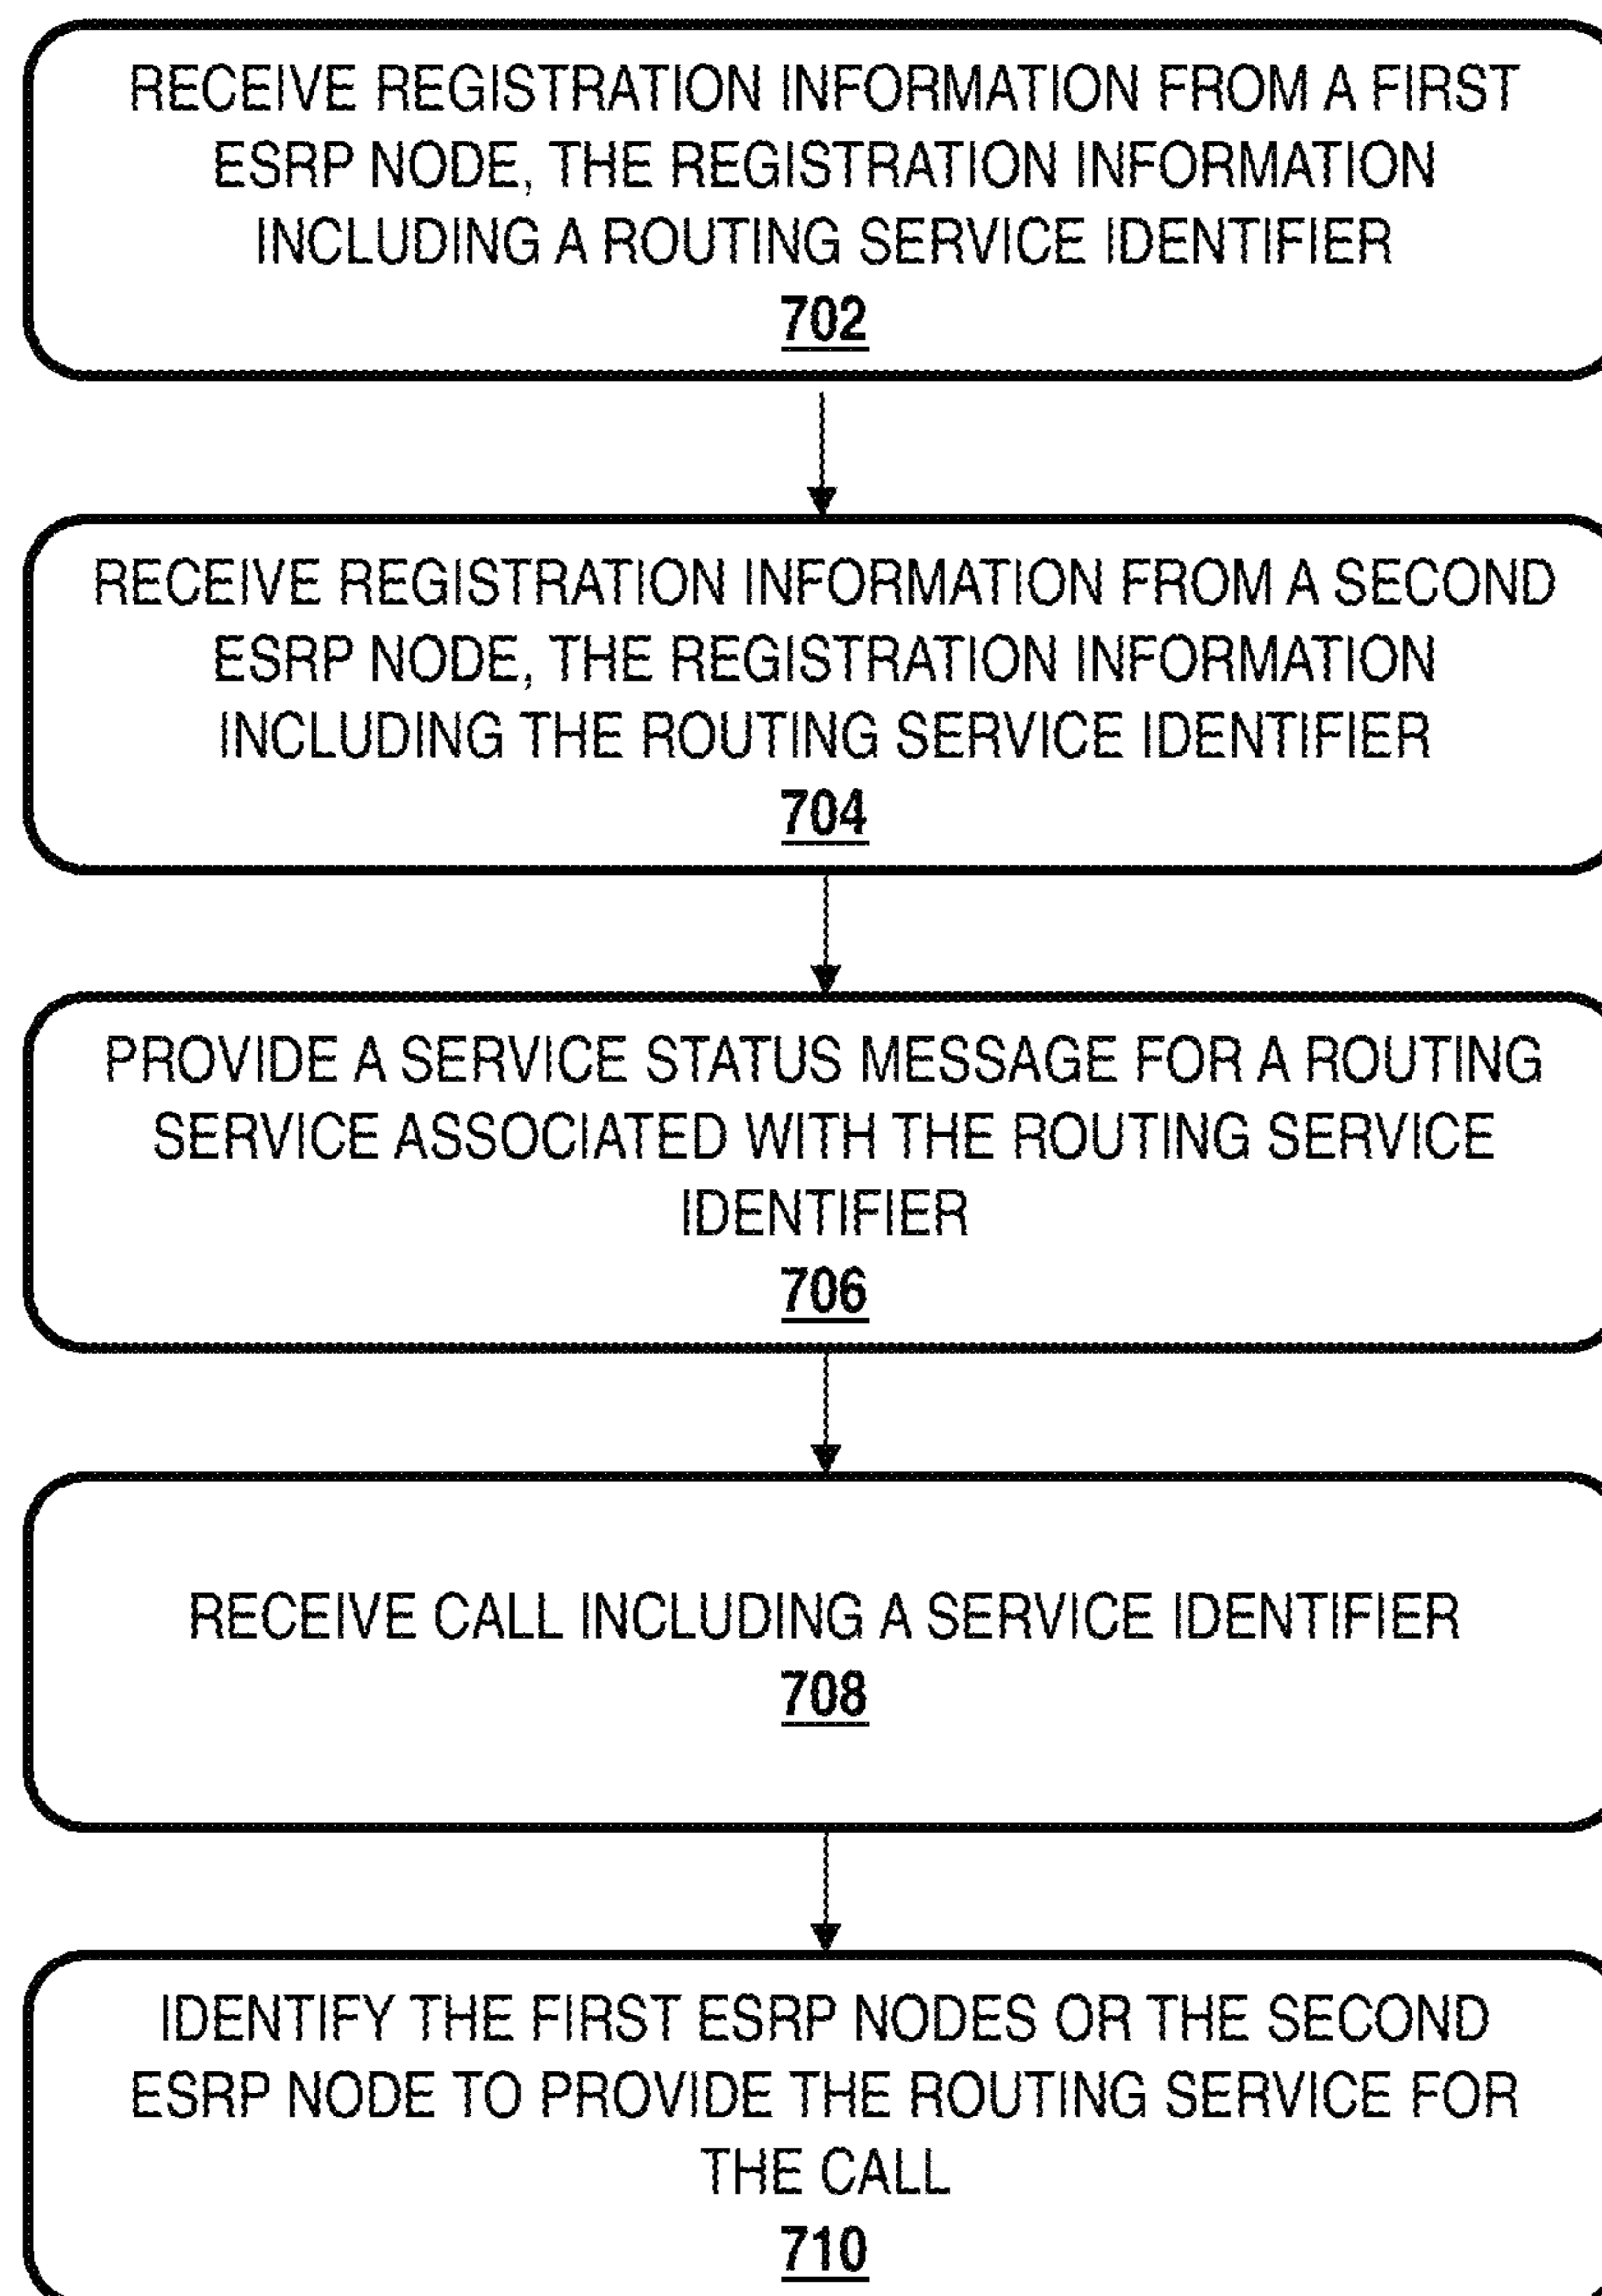 RECEIVE REGISTRATION INFORMATION FROM A FIRST
ESRP NODE, THE REGISTRATION INFORMATION
INCLUDING A ROUTING SERVICE IDENTIFIER
702
RECEIVE REGISTRATION INFORMATION FROM A SECOND
ESRP NODE, THE REGISTRATION INFORMATION
INCLUDING THE ROUTING SERVICE IDENTIFIER
704
PROVIDE A SERVICE STATUS MESSAGE FOR A ROUTING
SERVICE ASSOCIATED WITH THE ROUTING SERVICE
IDENTIFIER
706
RECEIVE CALL INCLUDING A SERVICE IDENTIFIER
708
IDENTIFY THE FIRST ESRP NODES OR THE SECOND
ESRP NODE TO PROVIDE THE ROUTING SERVICE FOR
THE CALL
710